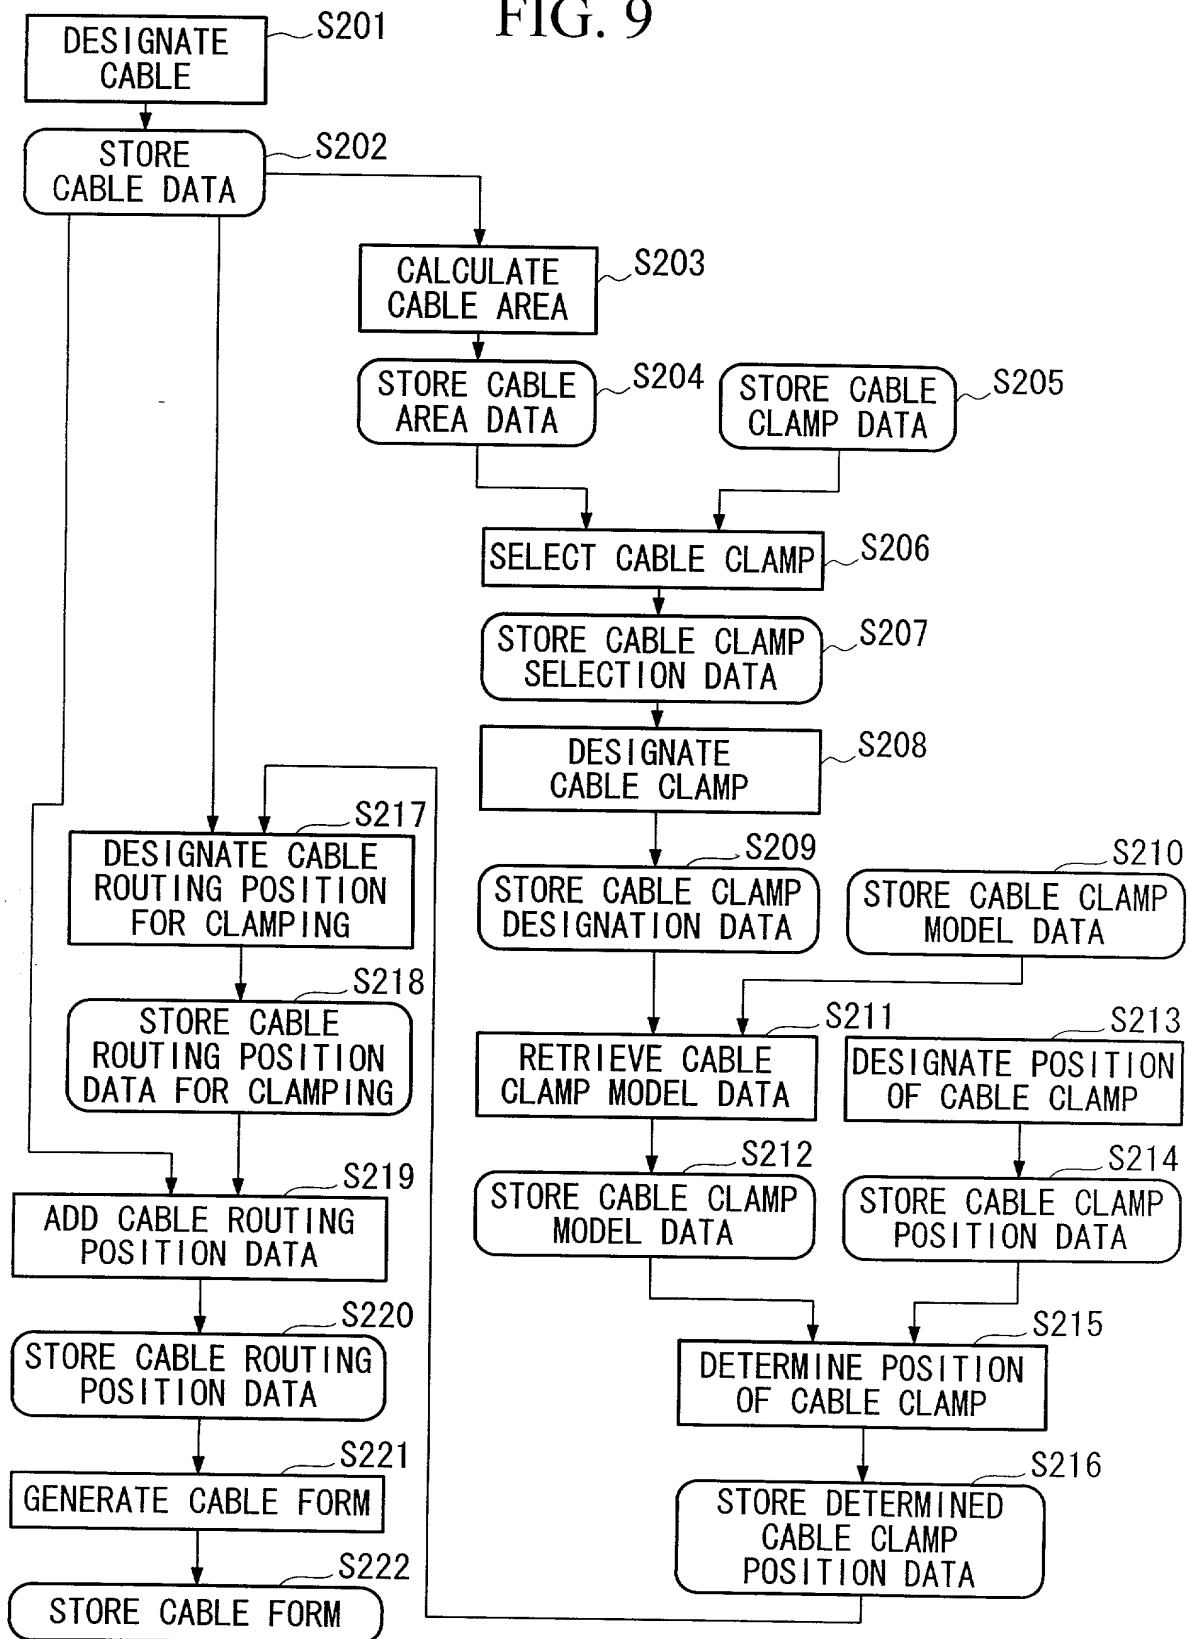 FIG. 9
S201
DESIGNATE
CABLE
S202
STORE
CABLE DATA
S203
CALCULATE
CABLE AREA
S204
STORE CABLE
AREA DATA
S205
STORE CABLE
CLAMP DATA
S206
SELECT CABLE CLAMP
S207
STORE CABLE CLAMP
SELECTION DATA
S208
DESIGNATE
CABLE CLAMP
S209
STORE CABLE CLAMP
DESIGNATION DATA
S210
STORE CABLE CLAMP
MODEL DATA
S211
RETRIEVE CABLE
CLAMP MODEL DATA
S212
STORE CABLE CLAMP
MODEL DATA
S213
DESIGNATE POSITION
OF CABLE CLAMP
S214
STORE CABLE CLAMP
POSITION DATA
S215
DETERMINE POSITION
OF CABLE CLAMP
S216
STORE DETERMINED
CABLE CLAMP
POSITION DATA
S217
DESIGNATE CABLE
ROUTING POSITION
FOR CLAMPING
S218
STORE CABLE
ROUTING POSITION
DATA FOR CLAMPING
S219
ADD CABLE ROUTING
POSITION DATA
S220
STORE CABLE ROUTING
POSITION DATA
S221
GENERATE CABLE FORM
S222
STORE CABLE FORM